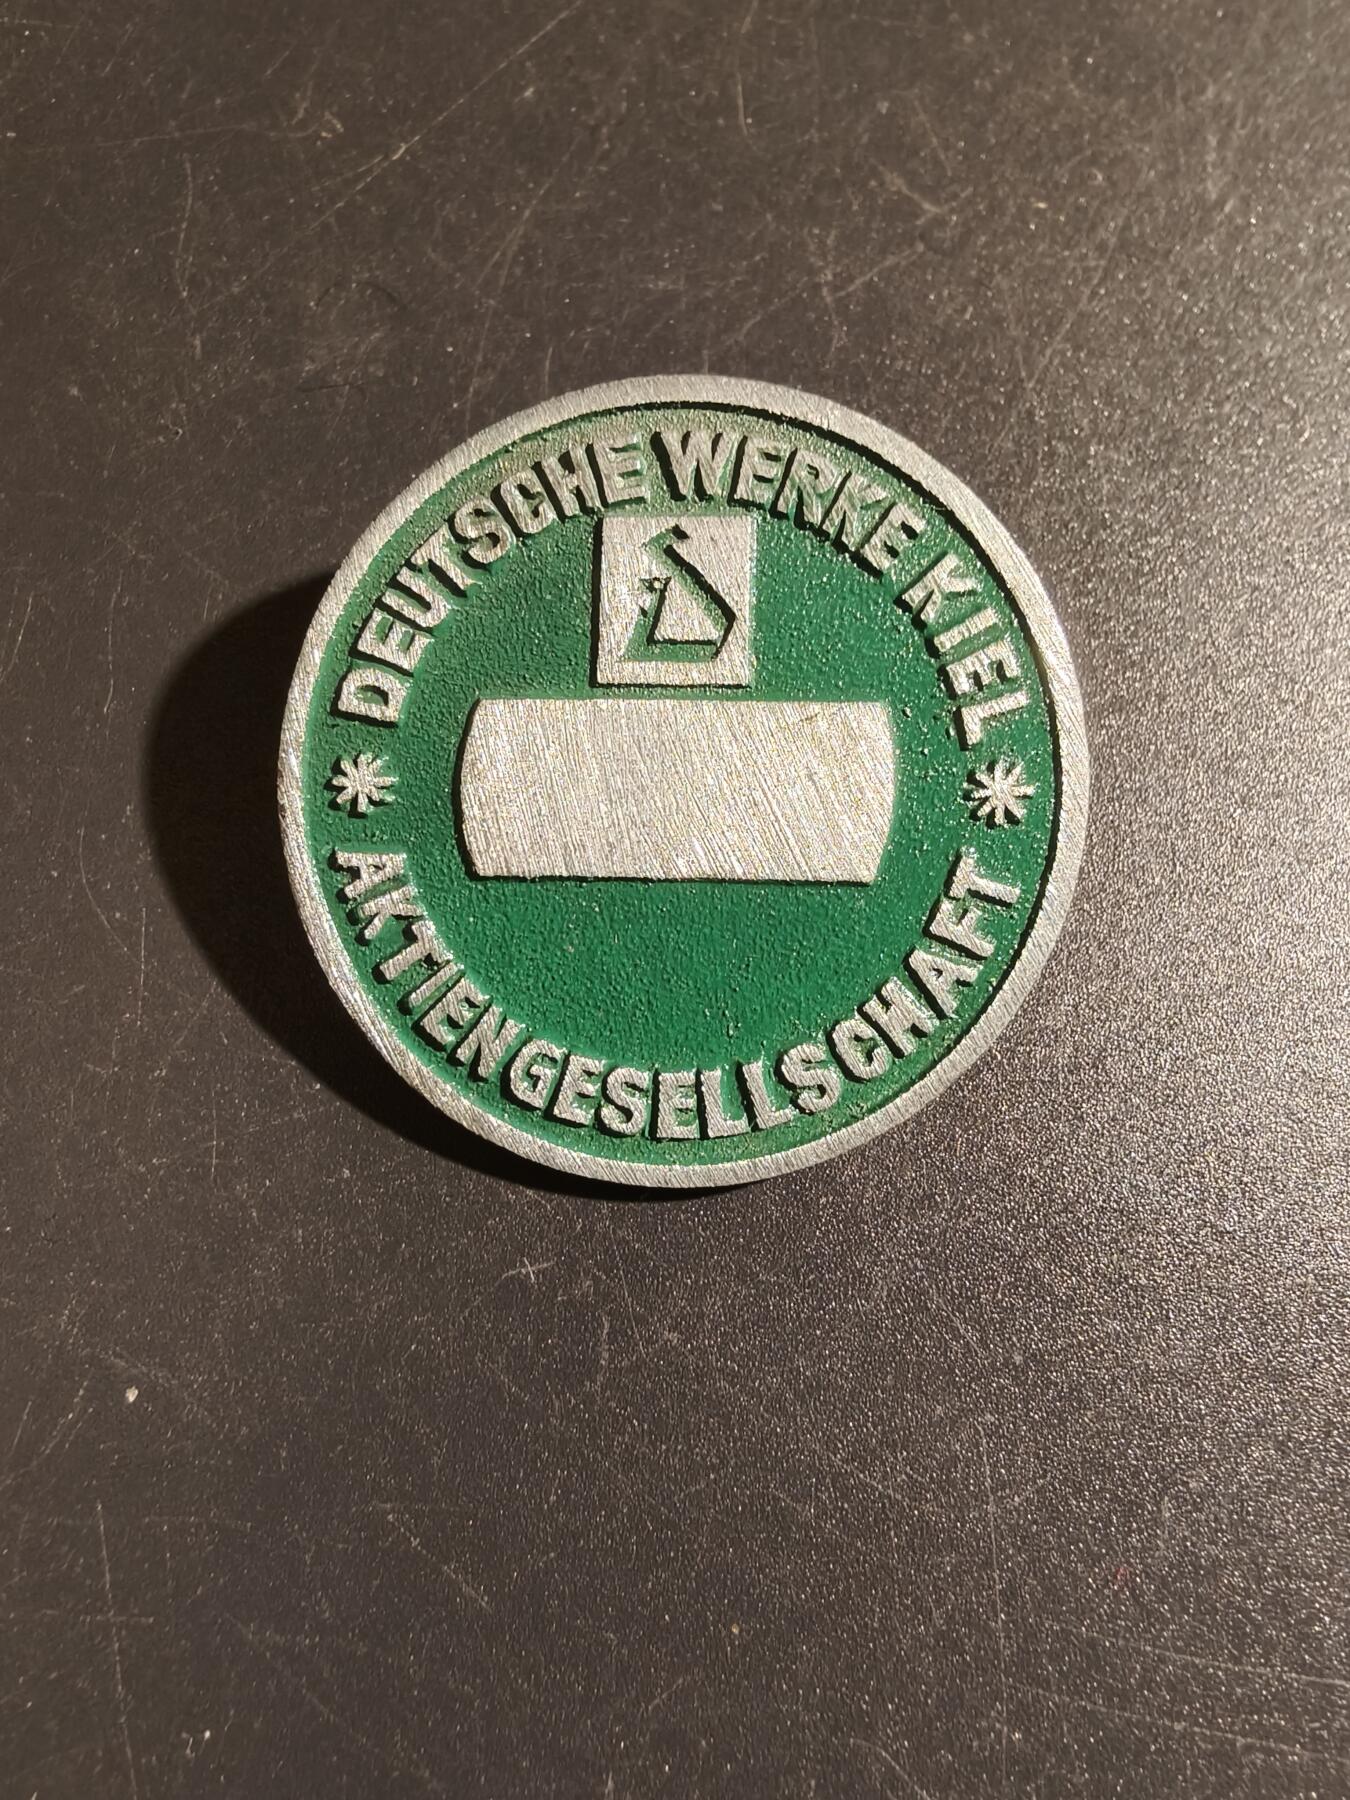 DEUTSCHE WERKE KIEL
* AKTIENGESELLSCHAFT *